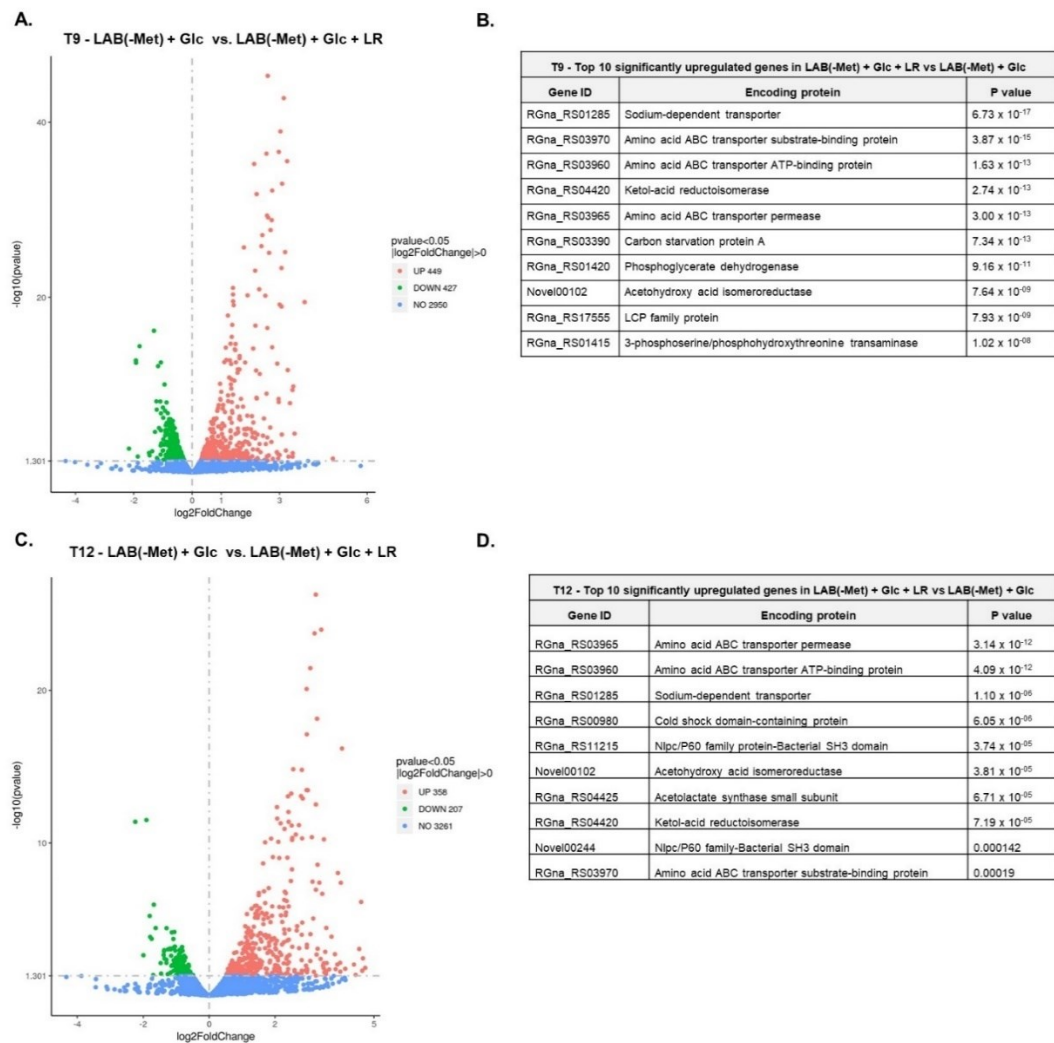 A.
T9 - LAB(-Met) + Glc vs. LAB(-Met) + Glc + LR
40
20
1.301
-log10(pvalue)
-4
-2
0
1
3
6
log2FoldChange
pvalue<0.05
|log2FoldChange|>0
UP 449
DOWN 427
NO 2950
B.
T9 - Top 10 significantly upregulated genes in LAB(-Met) + Glc + LR vs LAB(-Met) + Glc
Gene ID Encoding protein P value
RGna_RS01285 Sodium-dependent transporter 6.73 x 10⁻¹⁷
RGna_RS03970 Amino acid ABC transporter substrate-binding protein 3.87 x 10⁻¹⁵
RGna_RS03960 Amino acid ABC transporter ATP-binding protein 1.63 x 10⁻¹³
RGna_RS04420 Ketol-acid reductoisomerase 2.74 x 10⁻¹³
RGna_RS03965 Amino acid ABC transporter permease 3.00 x 10⁻¹³
RGna_RS03390 Carbon starvation protein A 7.34 x 10⁻¹³
RGna_RS01420 Phosphoglycerate dehydrogenase 9.16 x 10⁻¹¹
Novel00102 Acetohydroxy acid isomeroreductase 7.64 x 10⁻⁰⁹
RGna_RS17555 LCP family protein 7.93 x 10⁻⁰⁹
RGna_RS01415 3-phosphoserine/phosphohydroxythreonine transaminase 1.02 x 10⁻⁰⁸
C.
T12 - LAB(-Met) + Glc vs. LAB(-Met) + Glc + LR
20
10
1.301
-log10(pvalue)
-4
-2
0
2
5
log2FoldChange
pvalue<0.05
|log2FoldChange|>0
UP 358
DOWN 207
NO 3261
D.
T12 - Top 10 significantly upregulated genes in LAB(-Met) + Glc + LR vs LAB(-Met) + Glc
Gene ID Encoding protein P value
RGna_RS03965 Amino acid ABC transporter permease 3.14 x 10⁻¹²
RGna_RS03960 Amino acid ABC transporter ATP-binding protein 4.09 x 10⁻¹²
RGna_RS01285 Sodium-dependent transporter 1.10 x 10⁻⁰⁶
RGna_RS00980 Cold shock domain-containing protein 6.05 x 10⁻⁰⁶
RGna_RS11215 Nlpc/P60 family protein-Bacterial SH3 domain 3.74 x 10⁻⁰⁵
Novel00102 Acetohydroxy acid isomeroreductase 3.81 x 10⁻⁰⁵
RGna_RS04425 Acetolactate synthase small subunit 6.71 x 10⁻⁰⁵
RGna_RS04420 Ketol-acid reductoisomerase 7.19 x 10⁻⁰⁵
Novel00244 Nlpc/P60 family-Bacterial SH3 domain 0.000142
RGna_RS03970 Amino acid ABC transporter substrate-binding protein 0.00019